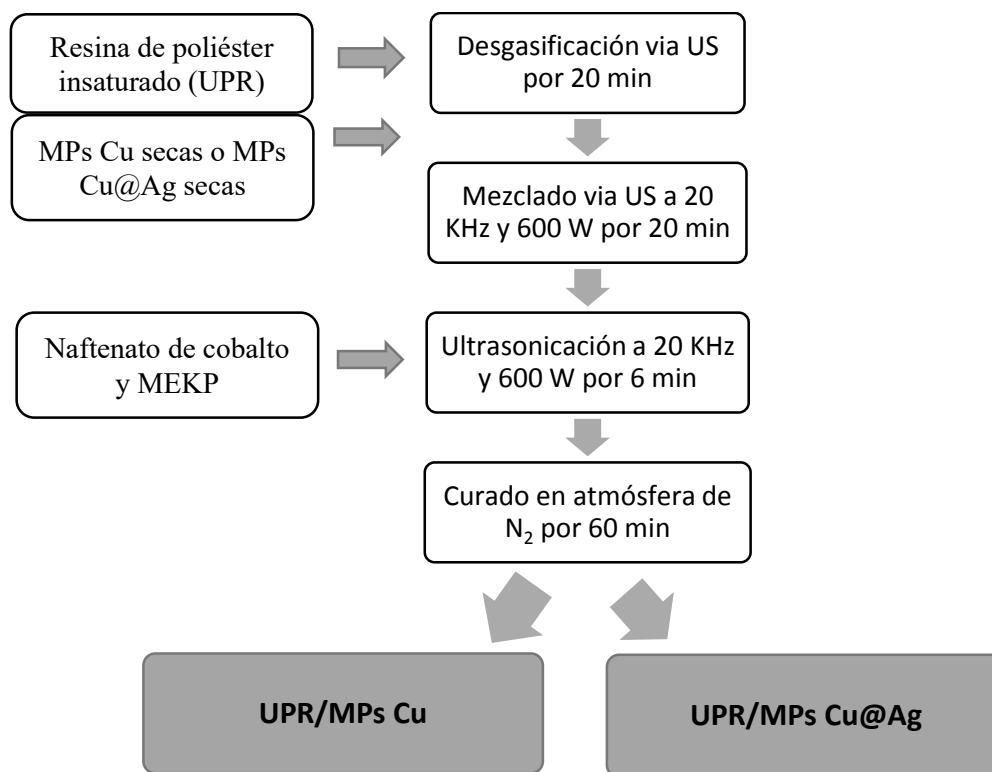 Resina de poliéster
insaturado (UPR)
Desgasificación via US
por 20 min
MPs Cu secas o MPs
Cu@Ag secas
Mezclado via US a 20
KHz y 600 W por 20 min
Naftenato de cobalto
y MEKP
Ultrasonicación a 20 KHz
y 600 W por 6 min
Curado en atmósfera de
N₂ por 60 min
UPR/MPs Cu
UPR/MPs Cu@Ag